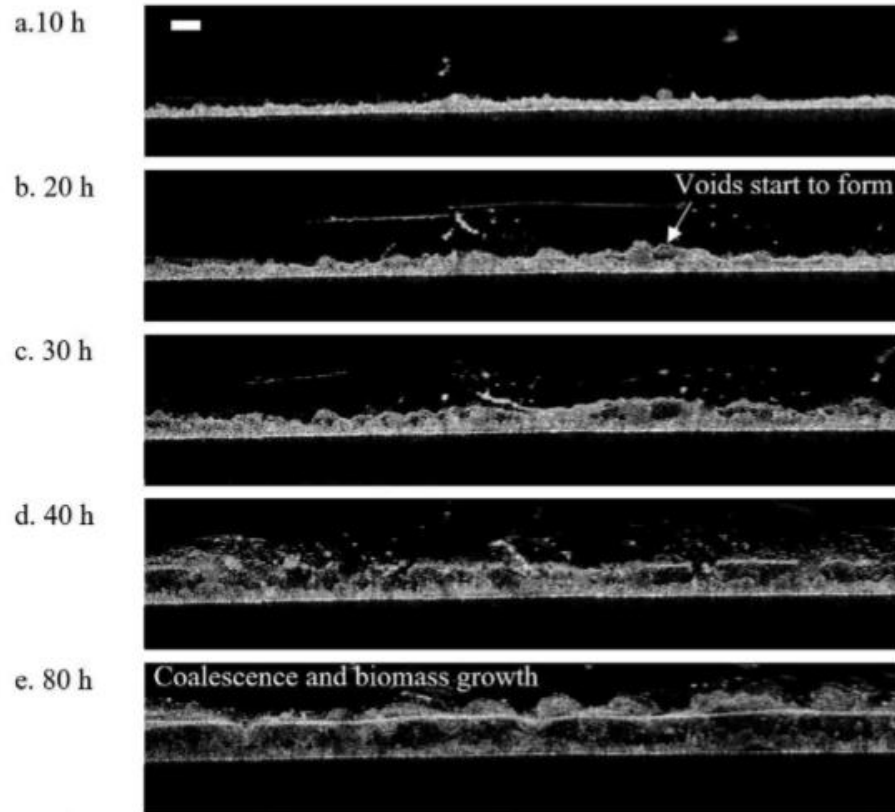 a.10 h
b. 20 h
Voids start to form
c. 30 h
d. 40 h
e. 80 h
Coalescence and biomass growth